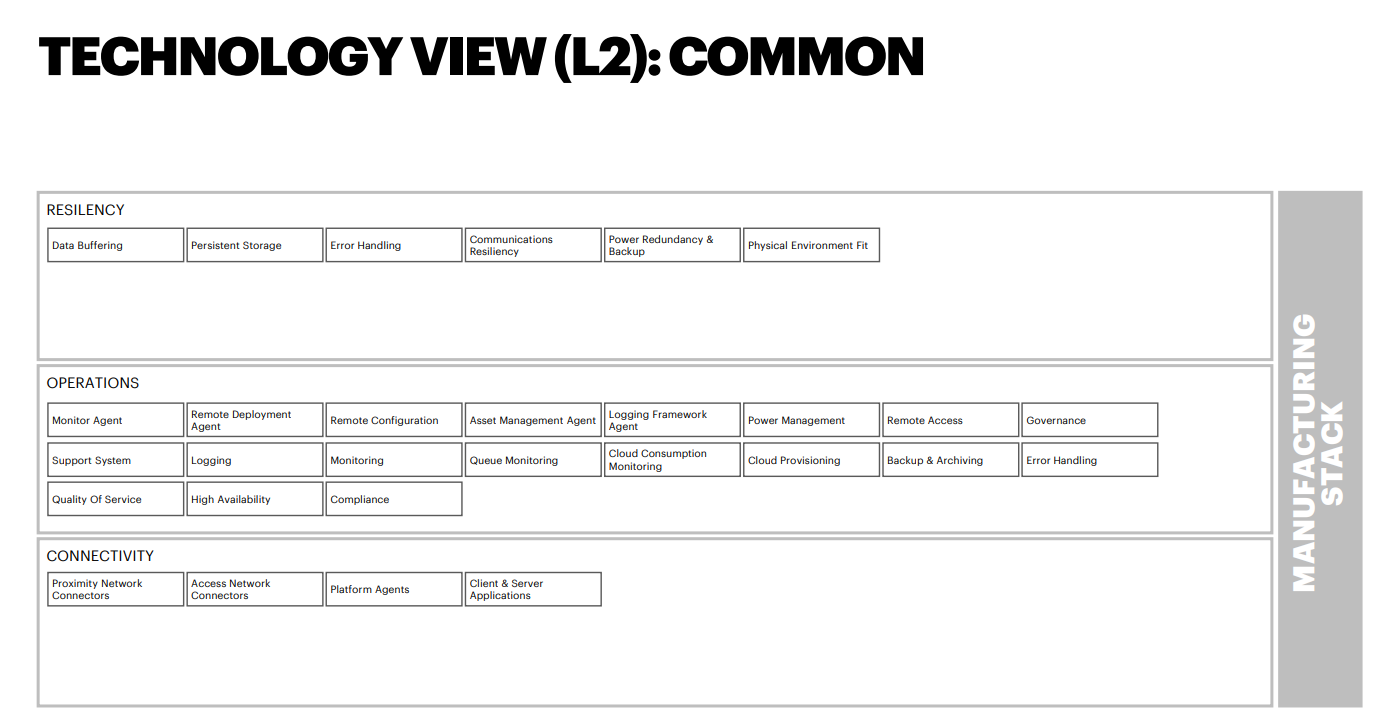 TECHNOLOGY VIEW (L2): COMMON
RESILENCY
Data Buffering
Persistent Storage
Error Handling
Communications
Resiliency
Power Redundancy &
Backup
Physical Environment Fit
OPERATIONS
Monitor Agent
Remote Deployment
Agent
Remote Configuration
Asset Management Agent
Logging Framework
Agent
Power Management
Remote Access
Governance
Support System
Logging
Monitoring
Queue Monitoring
Cloud Consumption
Monitoring
Cloud Provisioning
Backup & Archiving
Error Handling
Quality Of Service
High Availability
Compliance
CONNECTIVITY
Proximity Network
Connectors
Access Network
Connectors
Platform Agents
Client & Server
Applications
MANUFACTURING
STACK